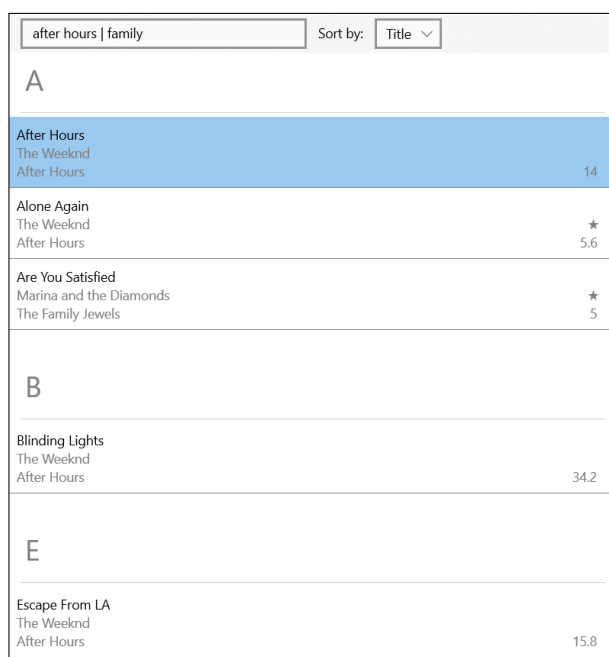 after hours | family Sort by: Title
A
After Hours
The Weeknd
After Hours 14
Alone Again
The Weeknd ★
After Hours 5.6
Are You Satisfied
Marina and the Diamonds ★
The Family Jewels 5
B
Blinding Lights
The Weeknd
After Hours 34.2
E
Escape From LA
The Weeknd
After Hours 15.8